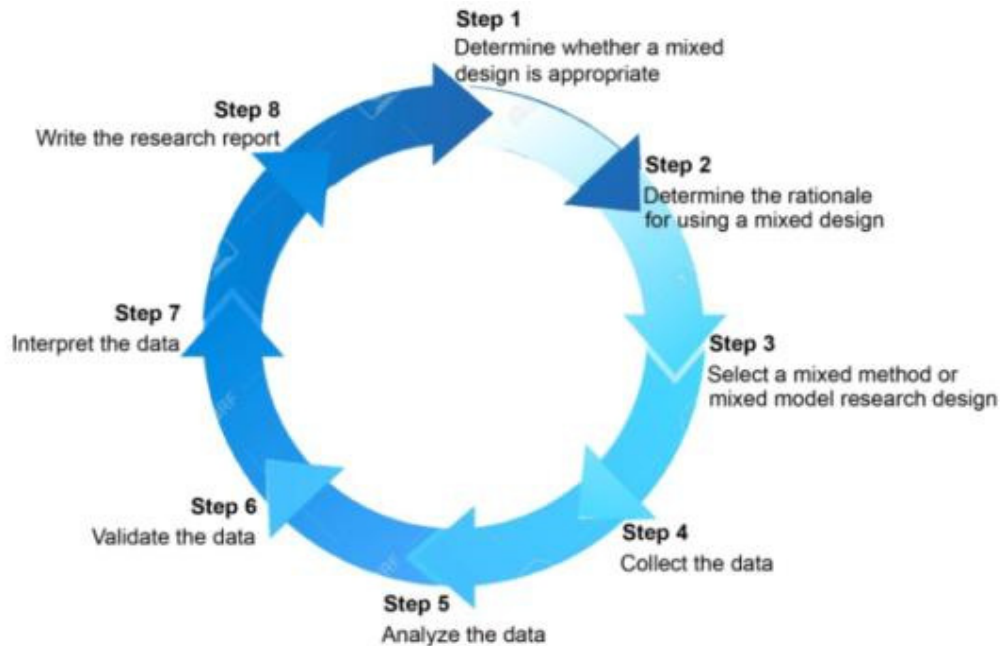 Step 1
Determine whether a mixed
design is appropriate
Step 2
Determine the rationale
for using a mixed design
Step 3
Select a mixed method or
mixed model research design
Step 4
Collect the data
Step 5
Analyze the data
Step 6
Validate the data
Step 7
Interpret the data
Step 8
Write the research report